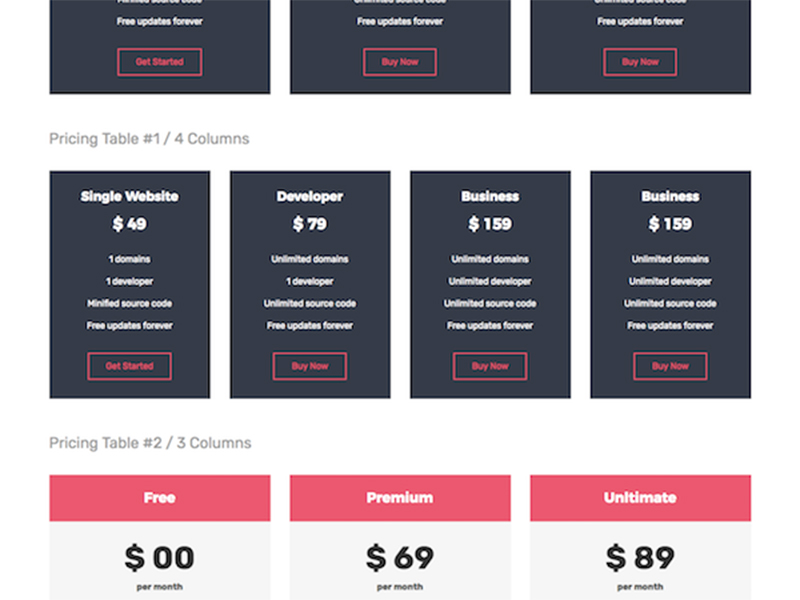 Minified source code Unlimited source code Unlimited source code
Free updates forever Free updates forever Free updates forever
Get Started Buy Now Buy Now
Pricing Table #1 / 4 Columns
Single Website Developer Business Business
$ 49 $ 79 $ 159 $ 159
1 domains Unlimited domains Unlimited domains Unlimited domains
1 developer 1 developer Unlimited developer Unlimited developer
Minified source code Unlimited source code Unlimited source code Unlimited source code
Free updates forever Free updates forever Free updates forever Free updates forever
Get Started Buy Now Buy Now Buy Now
Pricing Table #2 / 3 Columns
Free Premium Unitimate
$ 00 $ 69 $ 89
per month per month per month